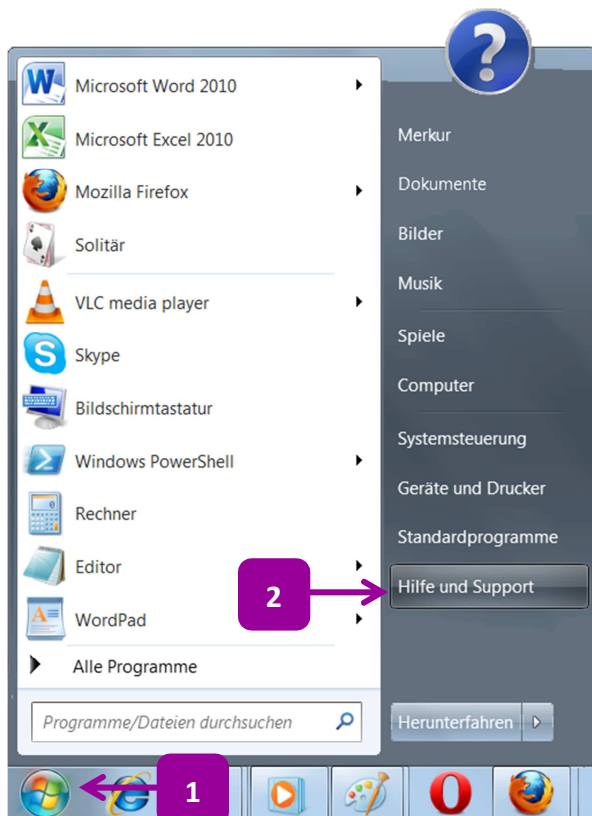 Microsoft Word 2010
Microsoft Excel 2010
Mozilla Firefox
Solitär
VLC media player
Skype
Bildschirmtastatur
Windows PowerShell
Rechner
Editor
WordPad
Alle Programme
Programme/Dateien durchsuchen
Merkur
Dokumente
Bilder
Musik
Spiele
Computer
Systemsteuerung
Geräte und Drucker
Standardprogramme
Hilfe und Support
Herunterfahren
2
1